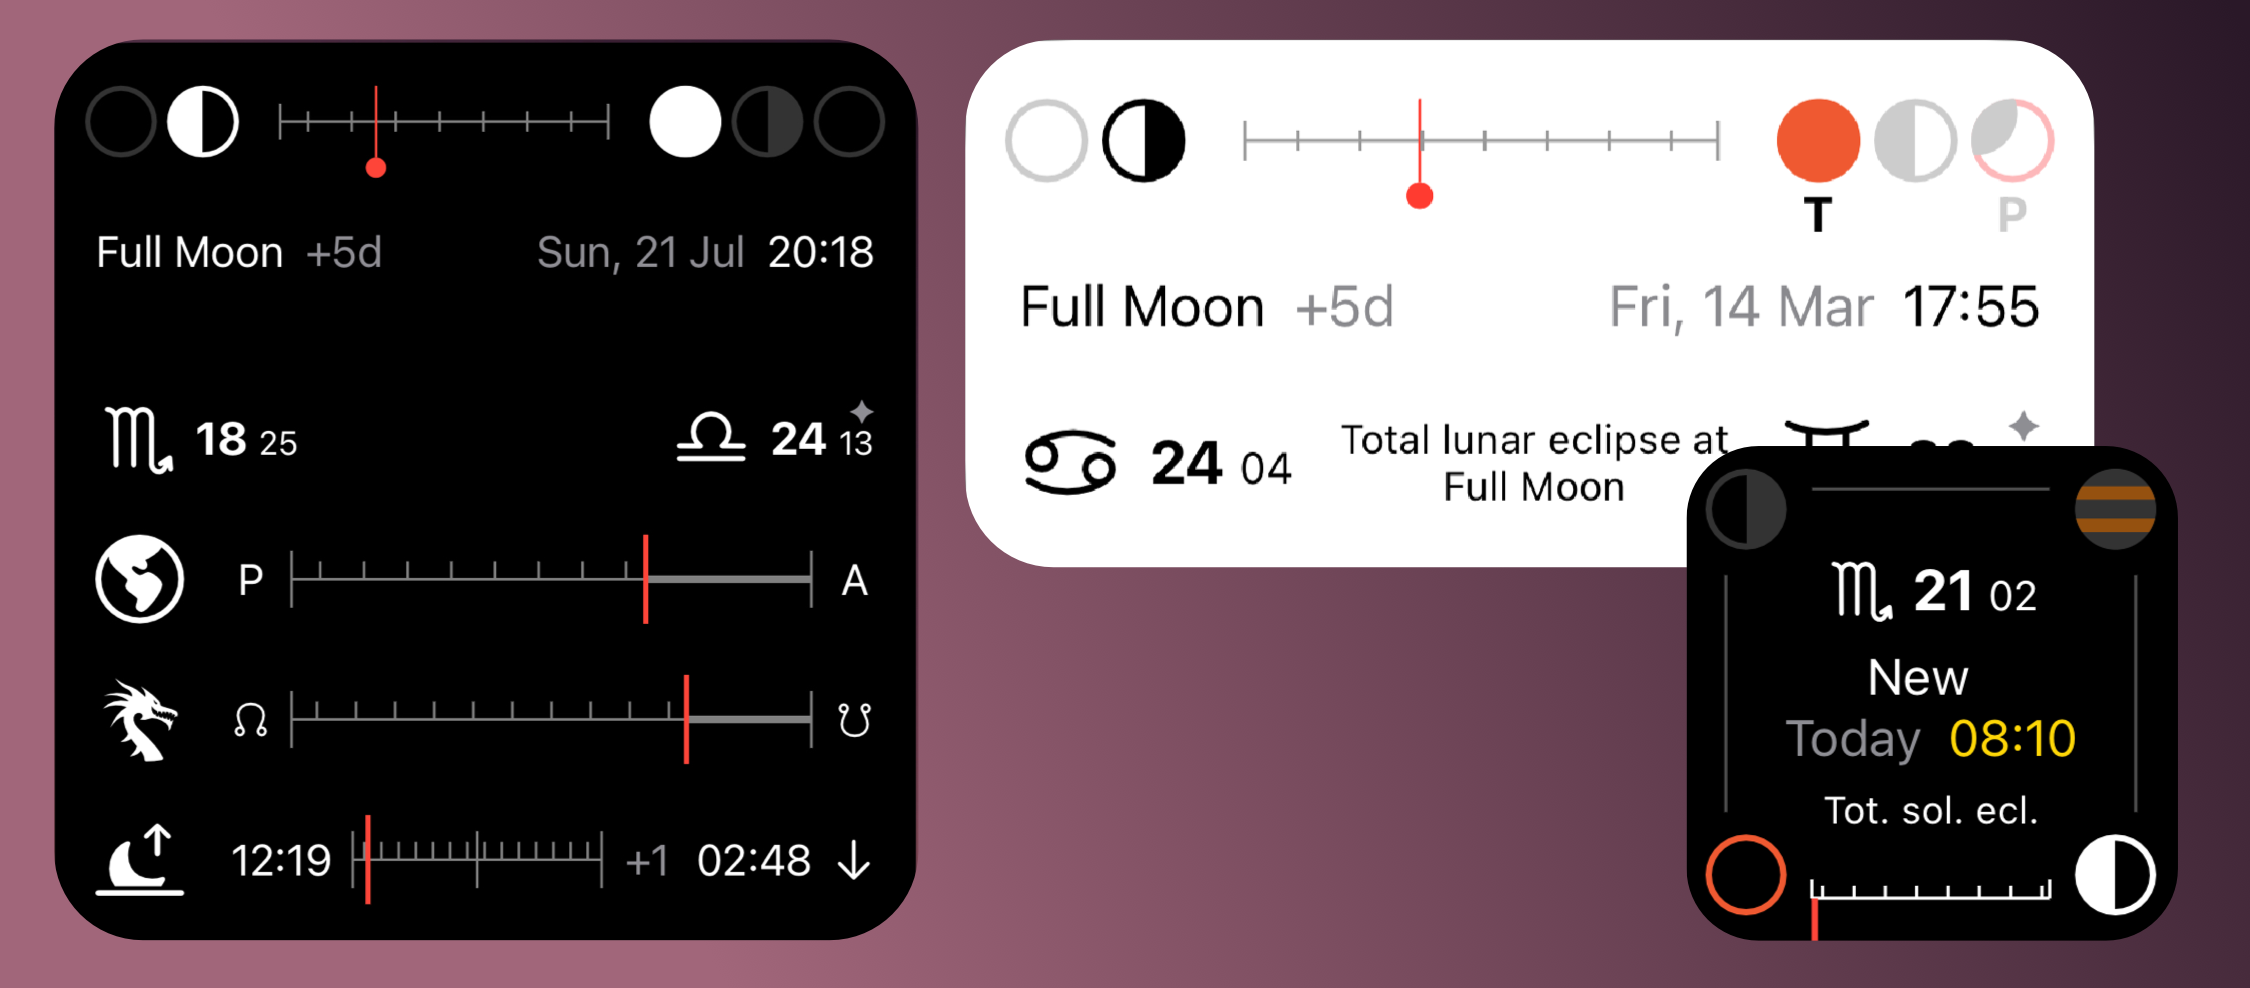 Full Moon +5d Sun, 21 Jul 20:18
♏ 18 25 ♎ 24 13
P A
☊ ☋
12:19 +1 02:48 ↓
T P
Full Moon +5d Fri, 14 Mar 17:55
♋ 24 04
Total lunar eclipse at
Full Moon
♏ 21 02
New
Today 08:10
Tot. sol. ecl.